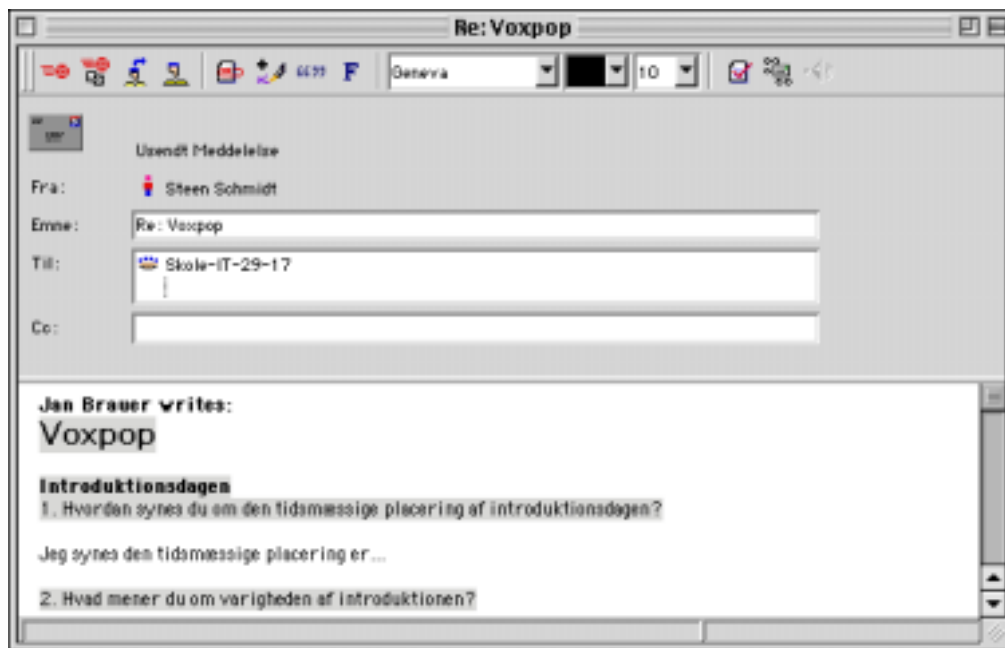 Re: Voxpop
F Geneva 10
Usendt Meddelelse
Fra: Steen Schmidt
Emne: Re: Voxpop
Til: Skole-IT-29-17
Cc:
Jan Brauer writes:
Voxpop
Introduktionsdagen
1. Hvordan synes du om den tidsmæssige placering af introduktionsdagen?
Jeg synes den tidsmæssige placering er...
2. Hvad mener du om varigheden af introduktionen?